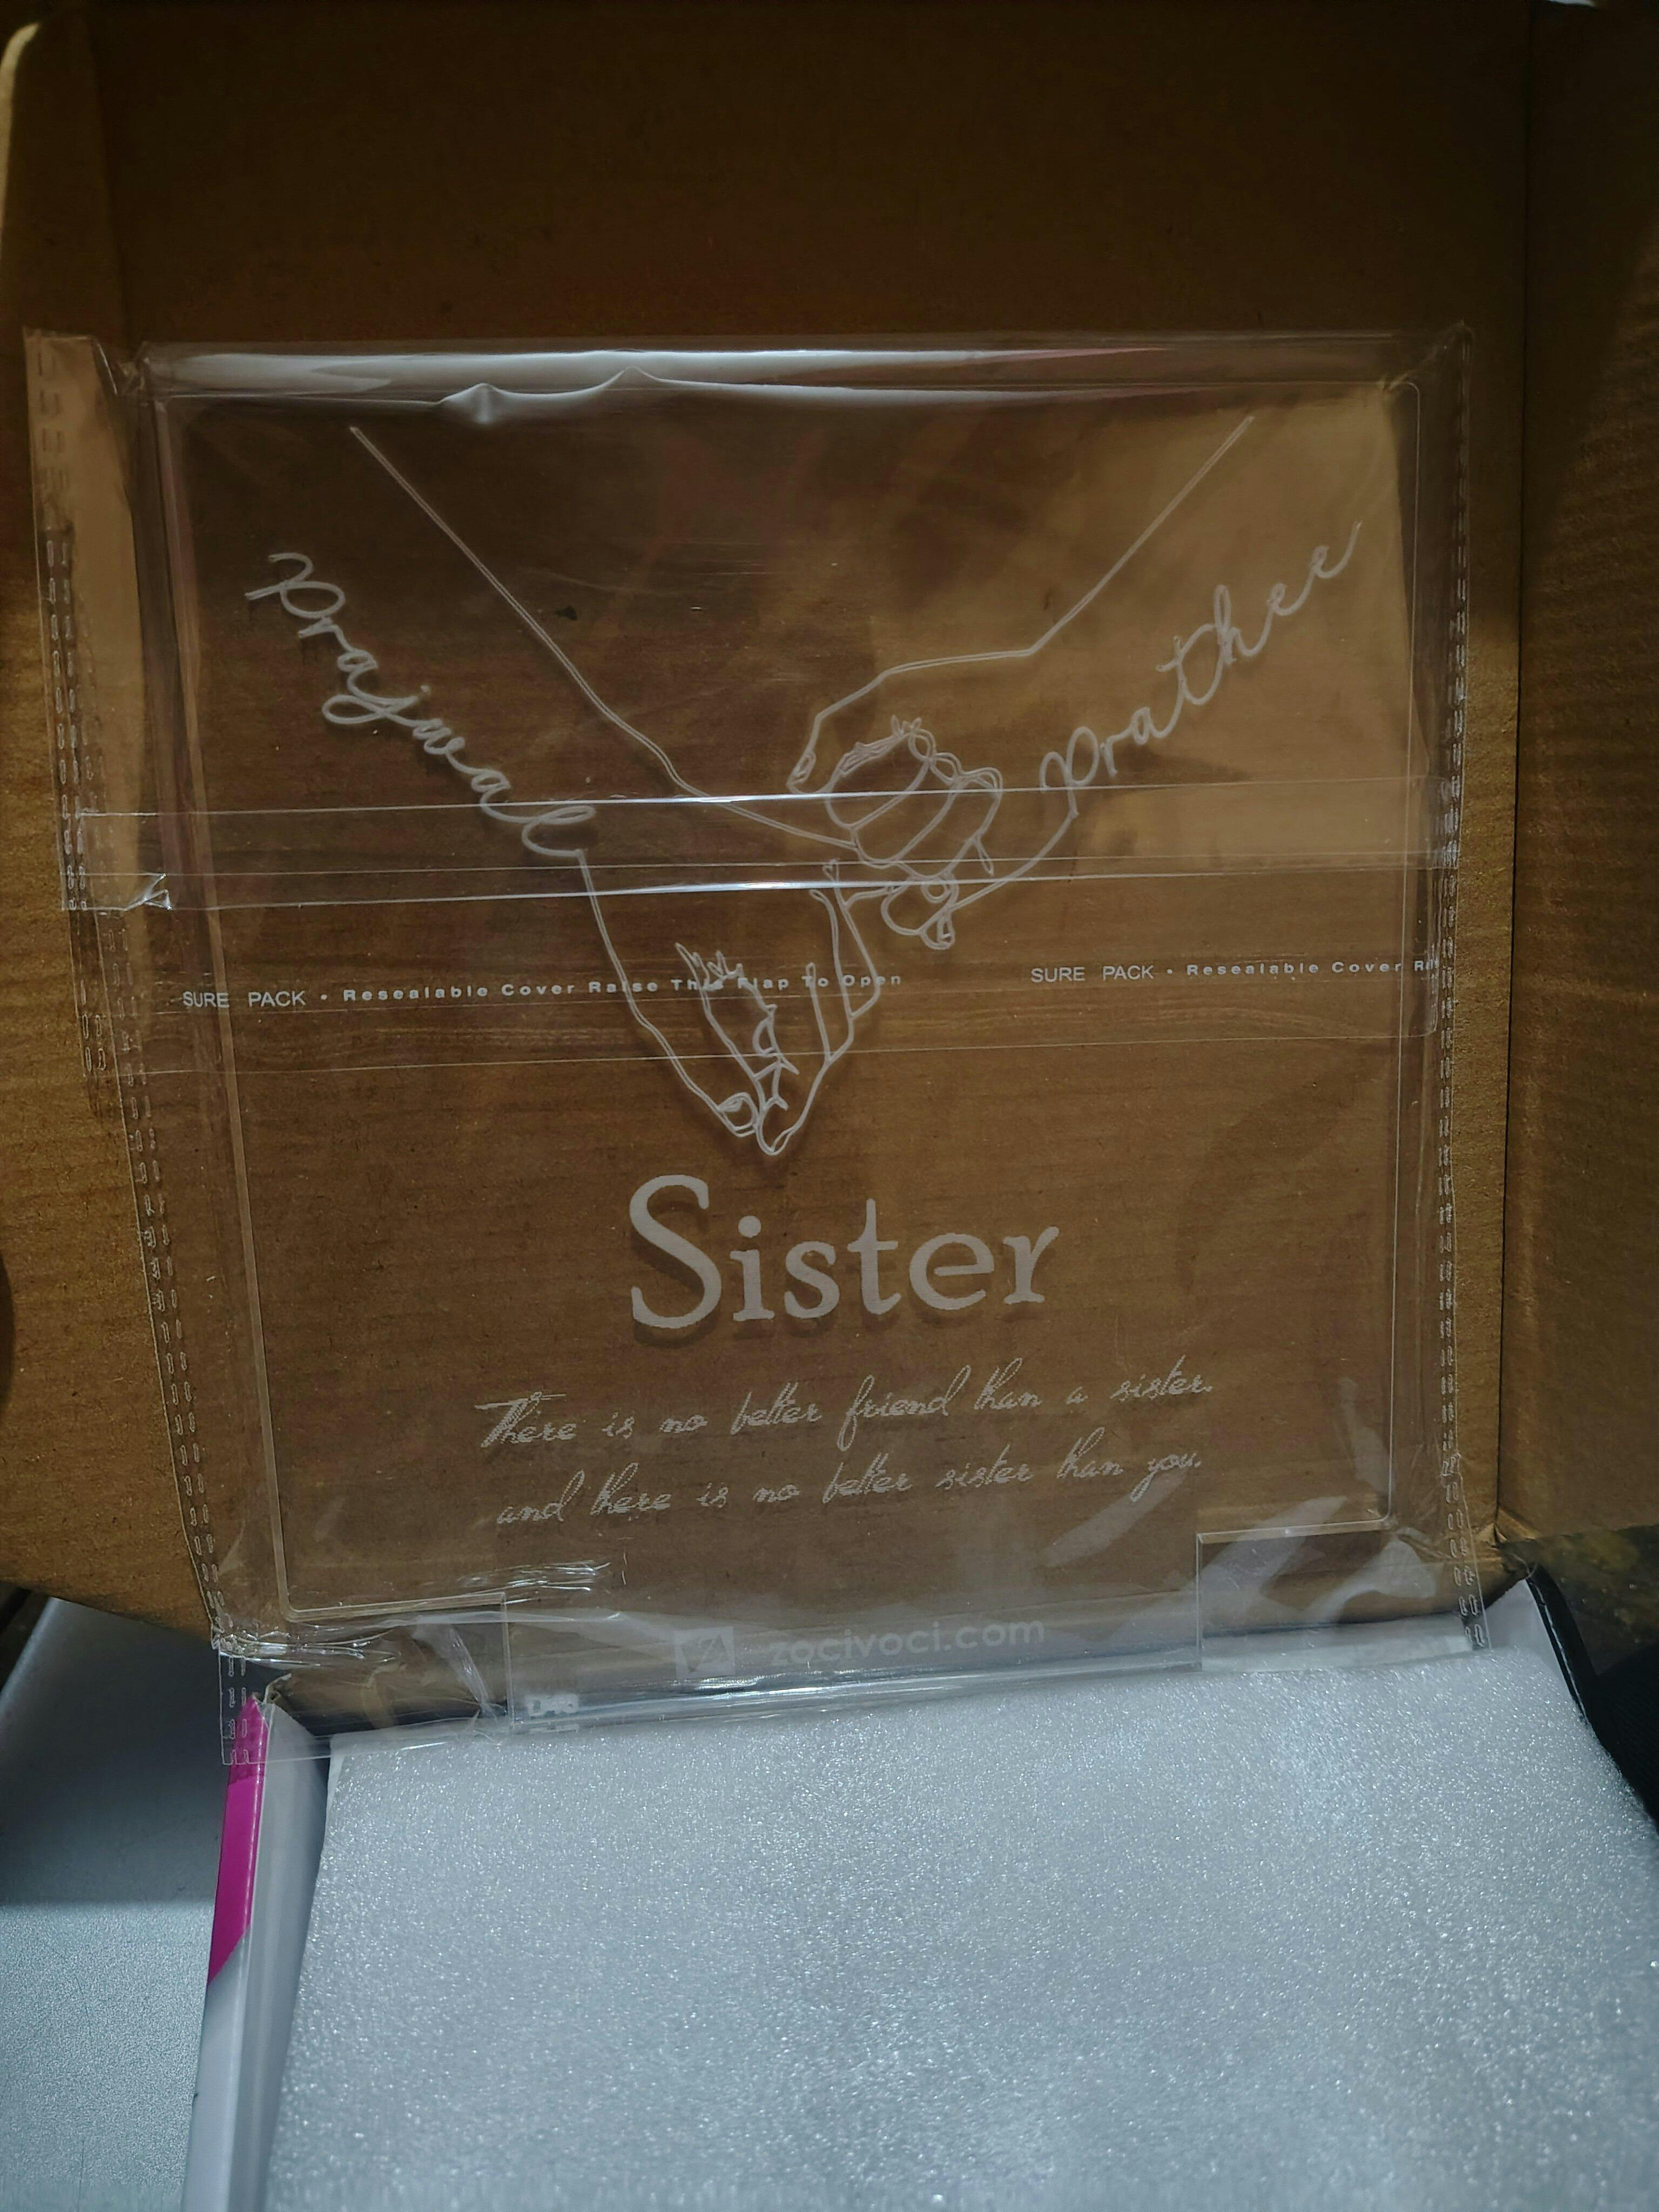 prajwal
prathee
SURE PACK • Resealable Cover Raise This Flap To Open
SURE PACK • Resealable Cover
Sister
There is no better friend than a sister.
and there is no better sister than you.
zocivoci.com